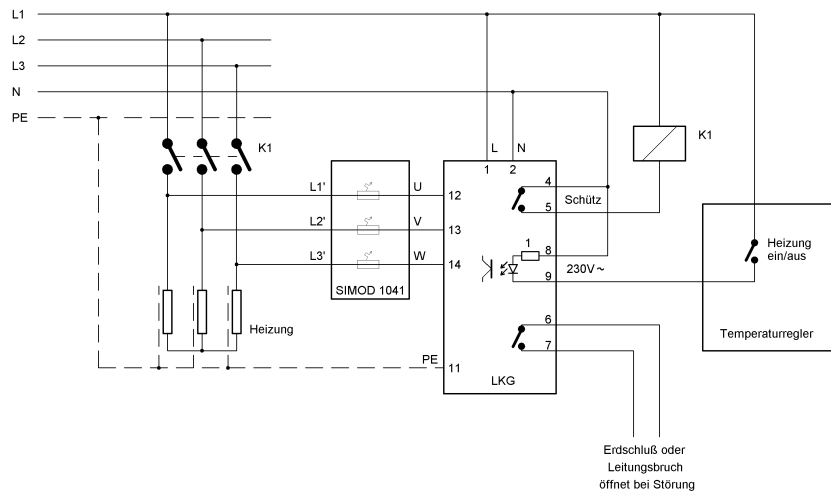 L1
L2
L3
N
PE
K1
L N
1 2
K1
L1' U 12
L2' V 13
L3' W 14
SIMOD 1041
4
5
Schütz
1
8
9
230V~
6
7
Heizung
ein/aus
Temperaturregler
Heizung
PE 11
LKG
Erdschluß oder
Leitungsbruch
öffnet bei Störung